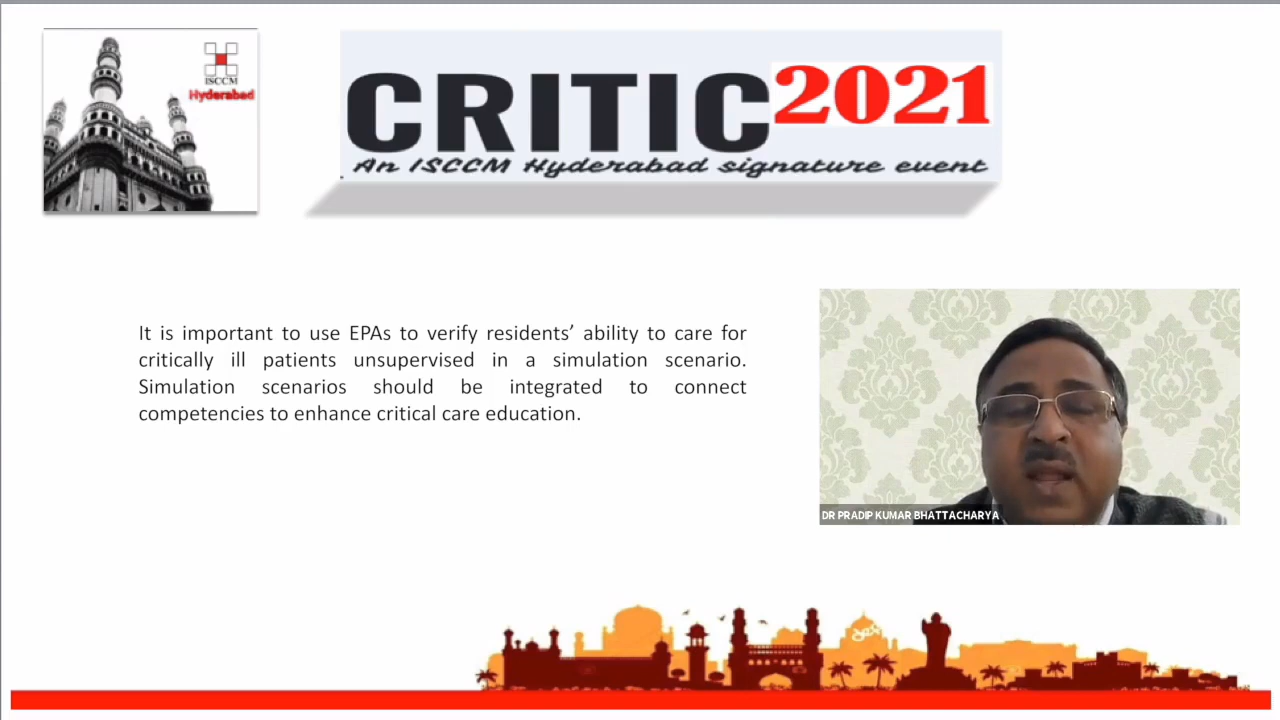 ISCCM
Hyderabad
CRITIC 2021
An ISCCM Hyderabad signature event
It is important to use EPAs to verify residents’ ability to care for
critically ill patients unsupervised in a simulation scenario.
Simulation scenarios should be integrated to connect
competencies to enhance critical care education.
DR PRADIP KUMAR BHATTACHARYA